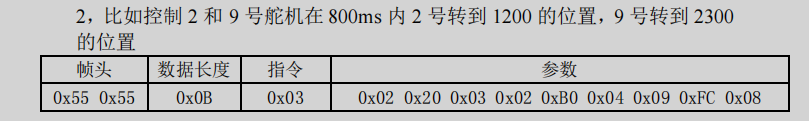 2，比如控制 2 和 9 号舵机在 800ms 内 2 号转到 1200 的位置，9 号转到 2300
的位置
帧头 数据长度 指令 参数
0x55 0x55 0x0B 0x03 0x02 0x20 0x03 0x02 0xB0 0x04 0x09 0xFC 0x08